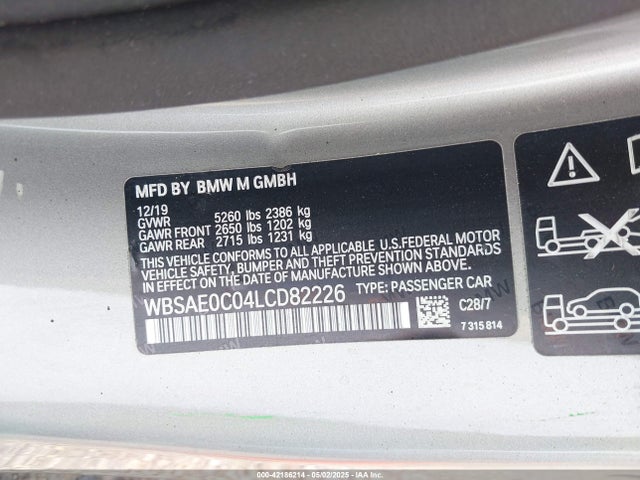 MFD BY BMW M GMBH
12/19
GVWR 5260 lbs 2386 kg
GAWR FRONT 2650 lbs 1202 kg
GAWR REAR 2715 lbs 1231 kg
THIS VEHICLE CONFORMS TO ALL APPLICABLE U.S.FEDERAL MOTOR
VEHICLE SAFETY, BUMPER, AND THEFT PREVENTION STANDARDS
IN EFFECT ON THE DATE OF MANUFACTURE SHOWN ABOVE.
WBSAE0C04LCD82226 TYPE: PASSENGER CAR
C28/7
7 315 814
000-42186214 - 05/02/2025 - IAA Inc.